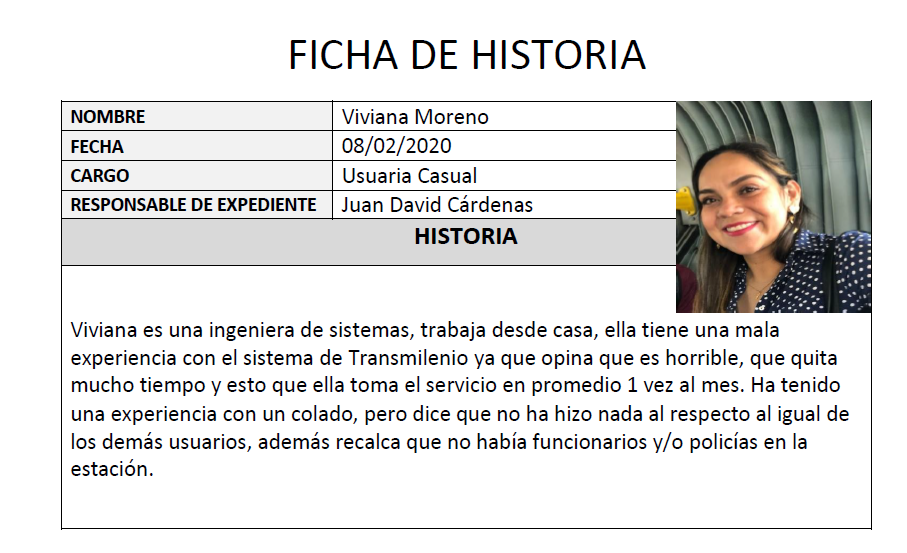 FICHA DE HISTORIA
NOMBRE Viviana Moreno
FECHA 08/02/2020
CARGO Usuaria Casual
RESPONSABLE DE EXPEDIENTE Juan David Cárdenas
HISTORIA
Viviana es una ingeniera de sistemas, trabaja desde casa, ella tiene una mala
experiencia con el sistema de Transmilenio ya que opina que es horrible, que quita
mucho tiempo y esto que ella toma el servicio en promedio 1 vez al mes. Ha tenido
una experiencia con un colado, pero dice que no ha hizo nada al respecto al igual de
los demás usuarios, además recalca que no había funcionarios y/o policías en la
estación.